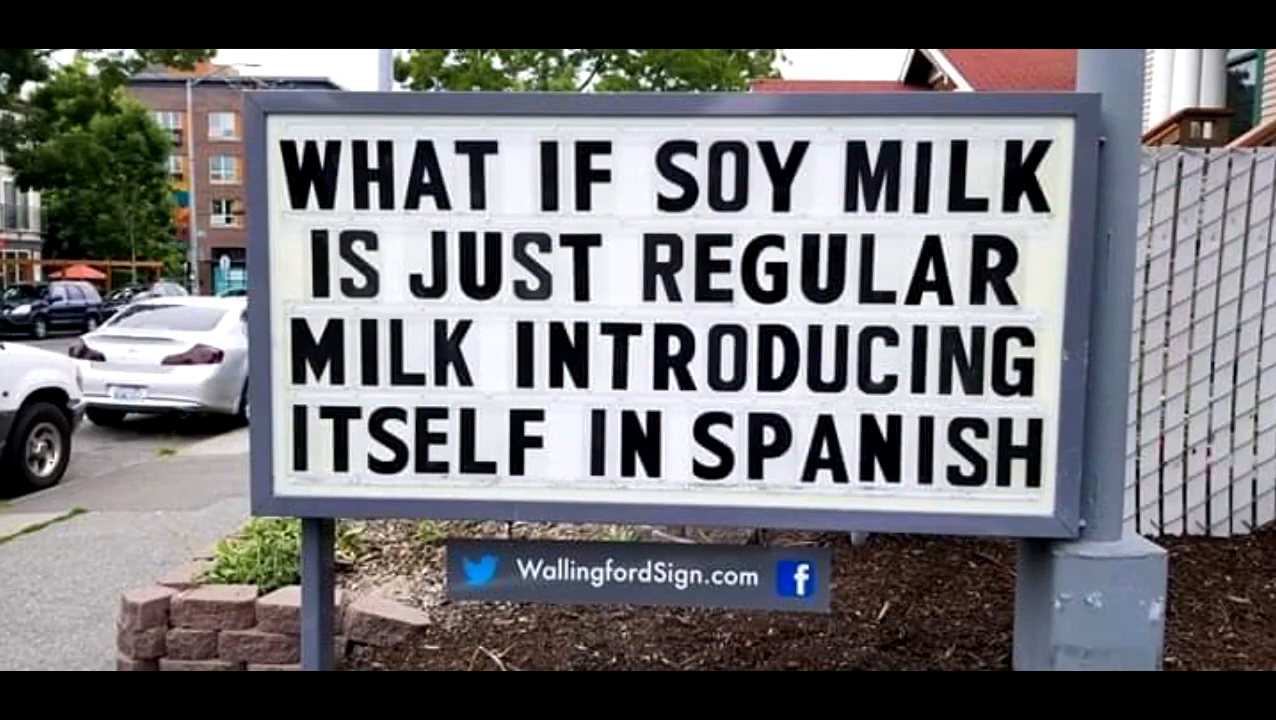 WHAT IF SOY MILK
IS JUST REGULAR
MILK INTRODUCING
ITSELF IN SPANISH
WallingfordSign.com